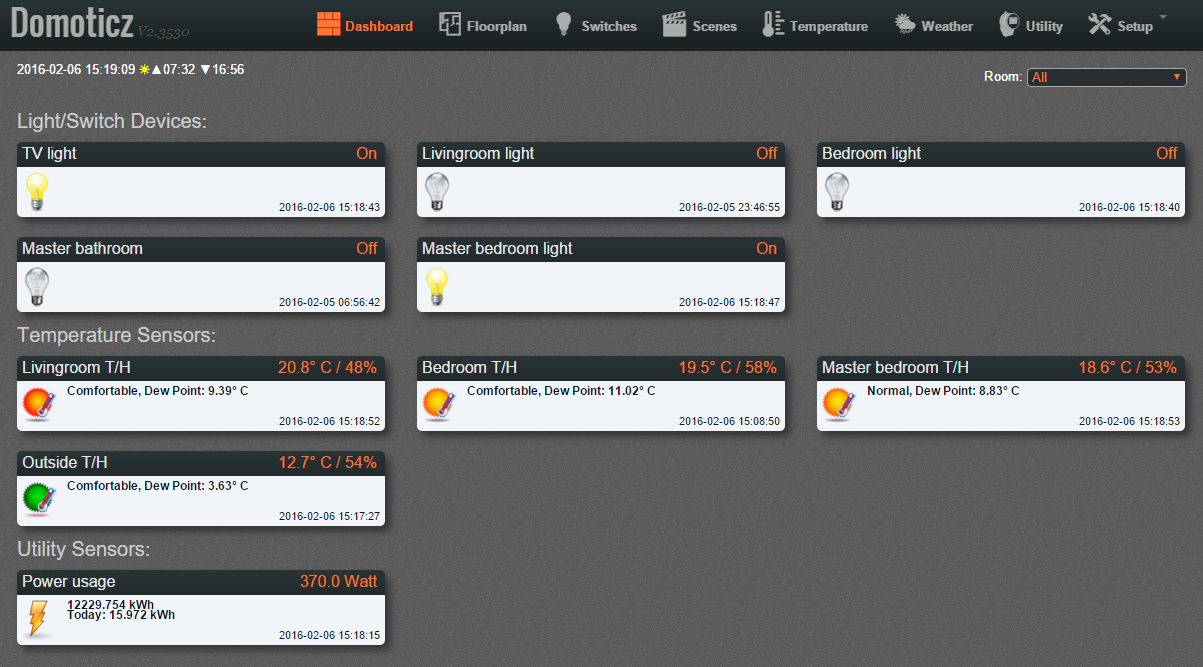 Domoticz V2.3530
Dashboard Floorplan Switches Scenes Temperature Weather Utility Setup
2016-02-06 15:19:09 ☀▲07:32 ▼16:56
Room: All
Light/Switch Devices:
TV light On
2016-02-06 15:18:43
Livingroom light Off
2016-02-05 23:46:55
Bedroom light Off
2016-02-06 15:18:40
Master bathroom Off
2016-02-05 06:56:42
Master bedroom light On
2016-02-06 15:18:47
Temperature Sensors:
Livingroom T/H 20.8° C / 48%
Comfortable, Dew Point: 9.39° C
2016-02-06 15:18:52
Bedroom T/H 19.5° C / 58%
Comfortable, Dew Point: 11.02° C
2016-02-06 15:08:50
Master bedroom T/H 18.6° C / 53%
Normal, Dew Point: 8.83° C
2016-02-06 15:18:53
Outside T/H 12.7° C / 54%
Comfortable, Dew Point: 3.63° C
2016-02-06 15:17:27
Utility Sensors:
Power usage 370.0 Watt
12229.754 kWh
Today: 15.972 kWh
2016-02-06 15:18:15